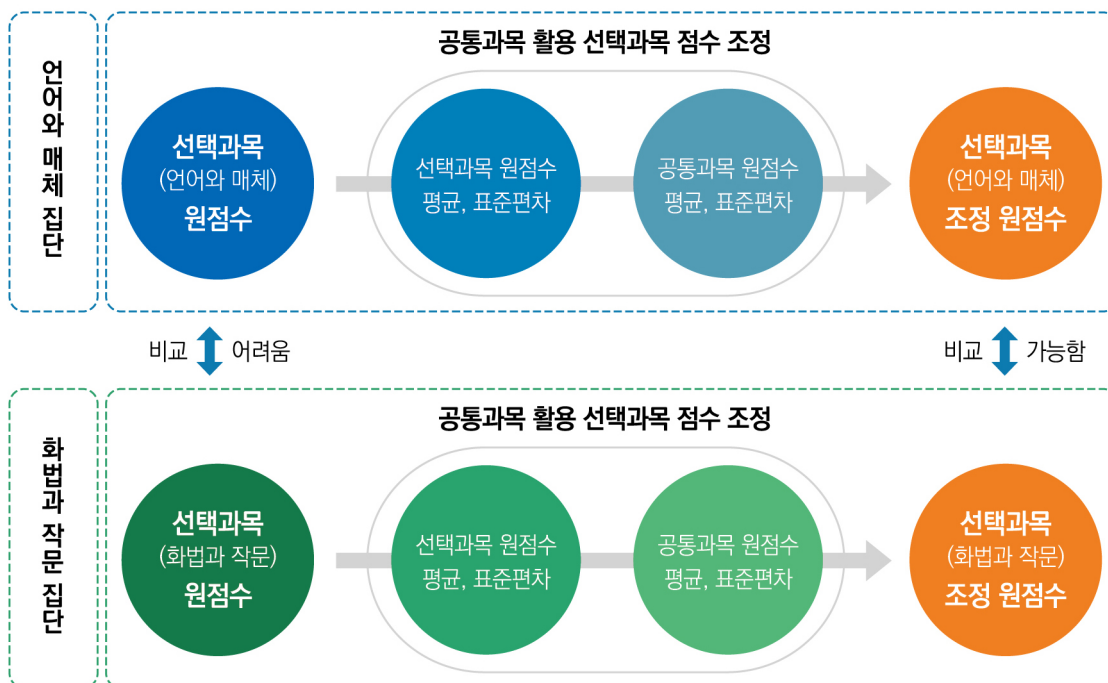 언어와 매체 집단
공통과목 활용 선택과목 점수 조정
선택과목
(언어와 매체)
원점수
선택과목 원점수
평균, 표준편차
공통과목 원점수
평균, 표준편차
선택과목
(언어와 매체)
조정 원점수
비교 어려움
비교 가능함
화법과 작문 집단
공통과목 활용 선택과목 점수 조정
선택과목
(화법과 작문)
원점수
선택과목 원점수
평균, 표준편차
공통과목 원점수
평균, 표준편차
선택과목
(화법과 작문)
조정 원점수